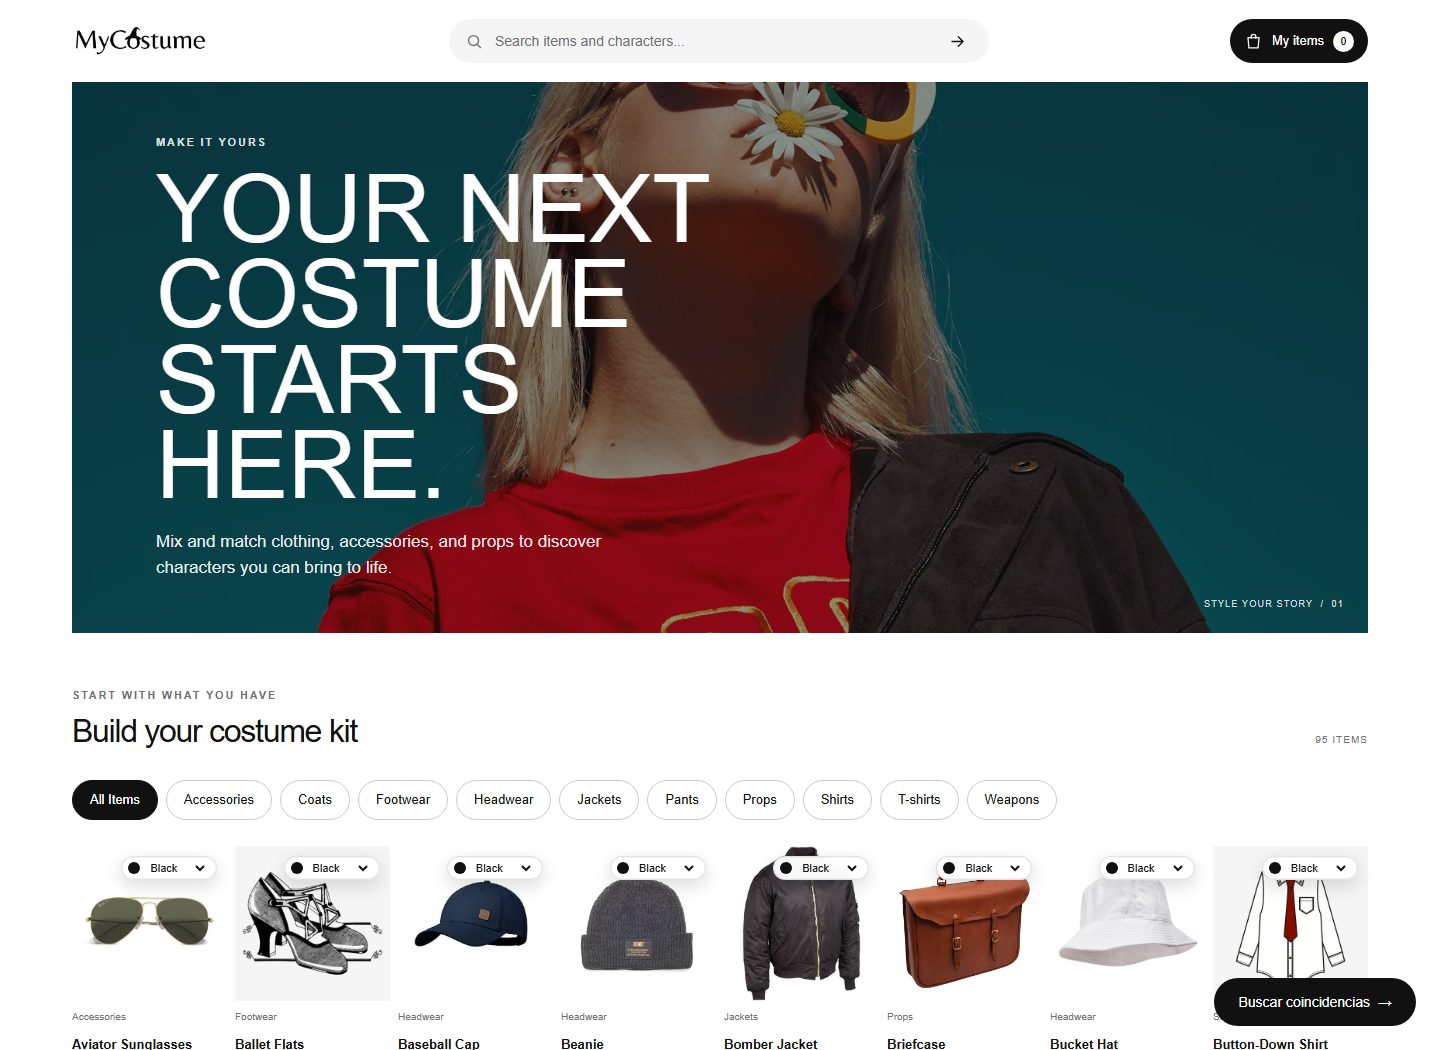 MyCostume
Search items and characters...
My items 0
MAKE IT YOURS
YOUR NEXT
COSTUME
STARTS
HERE.
Mix and match clothing, accessories, and props to discover
characters you can bring to life.
STYLE YOUR STORY / 01
START WITH WHAT YOU HAVE
Build your costume kit
95 ITEMS
All Items Accessories Coats Footwear Headwear Jackets Pants Props Shirts T-shirts Weapons
Black Black Black Black Black Black Black Black
Buscar coincidencias →
Accessories Footwear Headwear Headwear Jackets Props Headwear
Aviator Sunglasses Ballet Flats Baseball Cap Beanie Bomber Jacket Briefcase Bucket Hat Button-Down Shirt